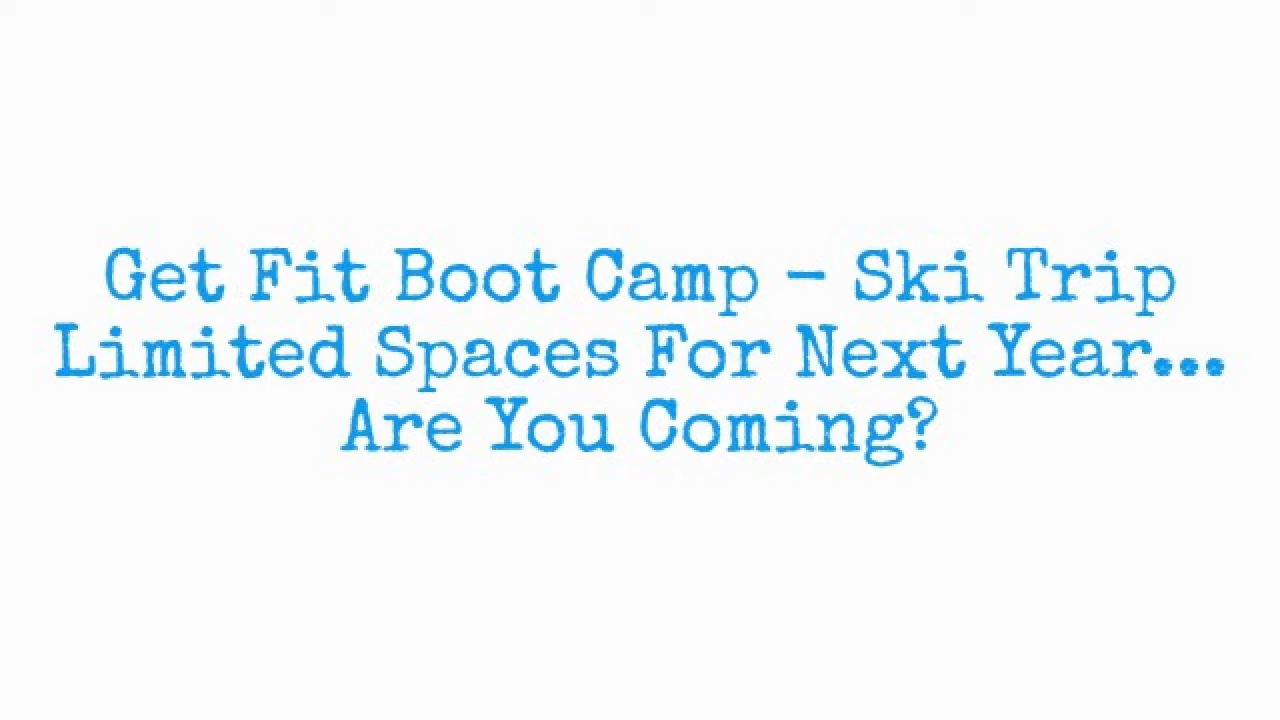 Get Fit Boot Camp - Ski Trip
Limited Spaces For Next Year...
Are You Coming?